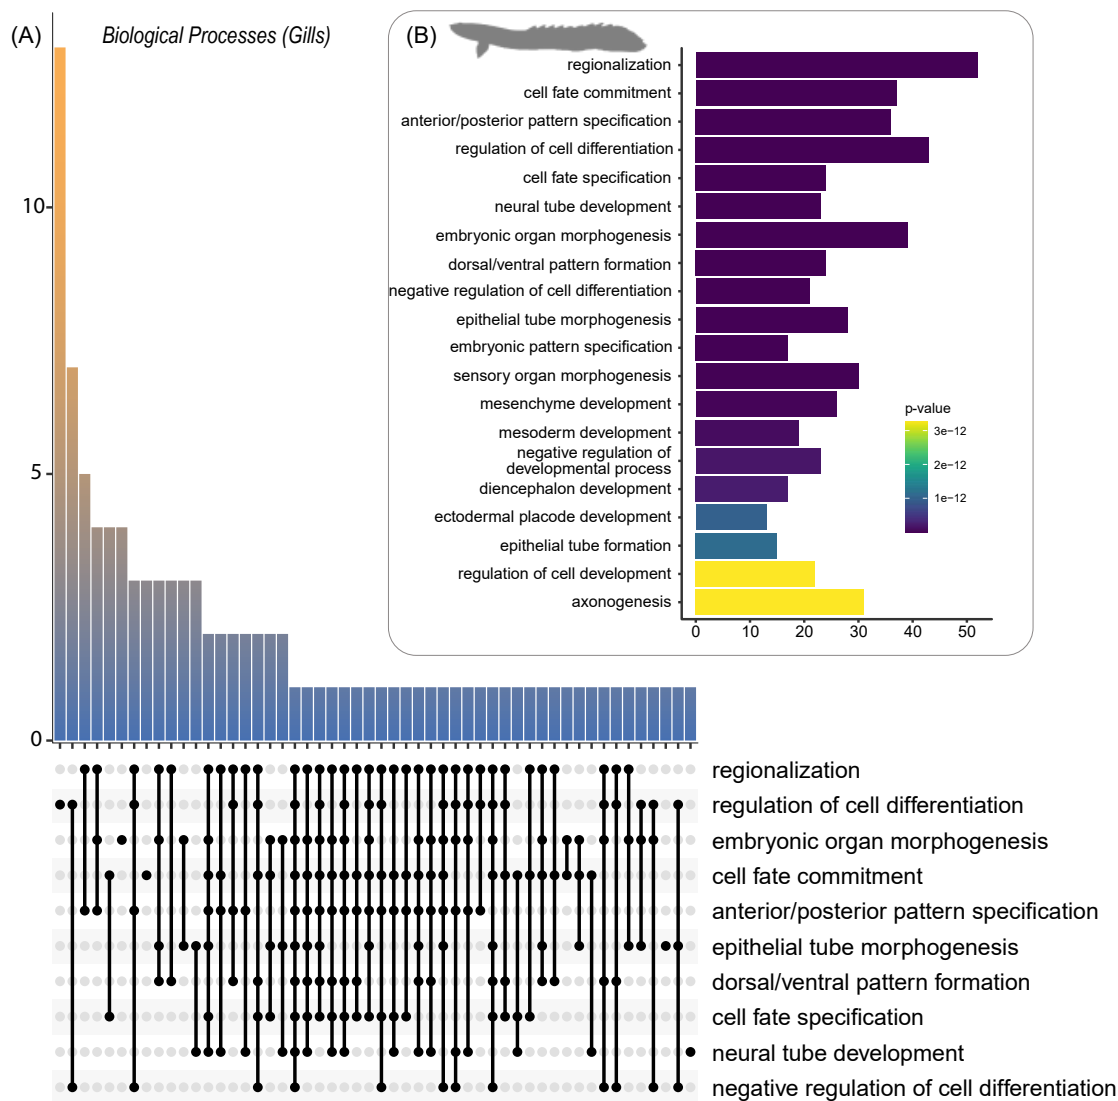 (A)
Biological Processes (Gills)
10
5
0
(B)
regionalization
cell fate commitment
anterior/posterior pattern specification
regulation of cell differentiation
cell fate specification
neural tube development
embryonic organ morphogenesis
dorsal/ventral pattern formation
negative regulation of cell differentiation
epithelial tube morphogenesis
embryonic pattern specification
sensory organ morphogenesis
mesenchyme development
mesoderm development
negative regulation of
developmental process
diencephalon development
ectodermal placode development
epithelial tube formation
regulation of cell development
axonogenesis
p-value
3e−12
2e−12
1e−12
0 10 20 30 40 50
regionalization
regulation of cell differentiation
embryonic organ morphogenesis
cell fate commitment
anterior/posterior pattern specification
epithelial tube morphogenesis
dorsal/ventral pattern formation
cell fate specification
neural tube development
negative regulation of cell differentiation